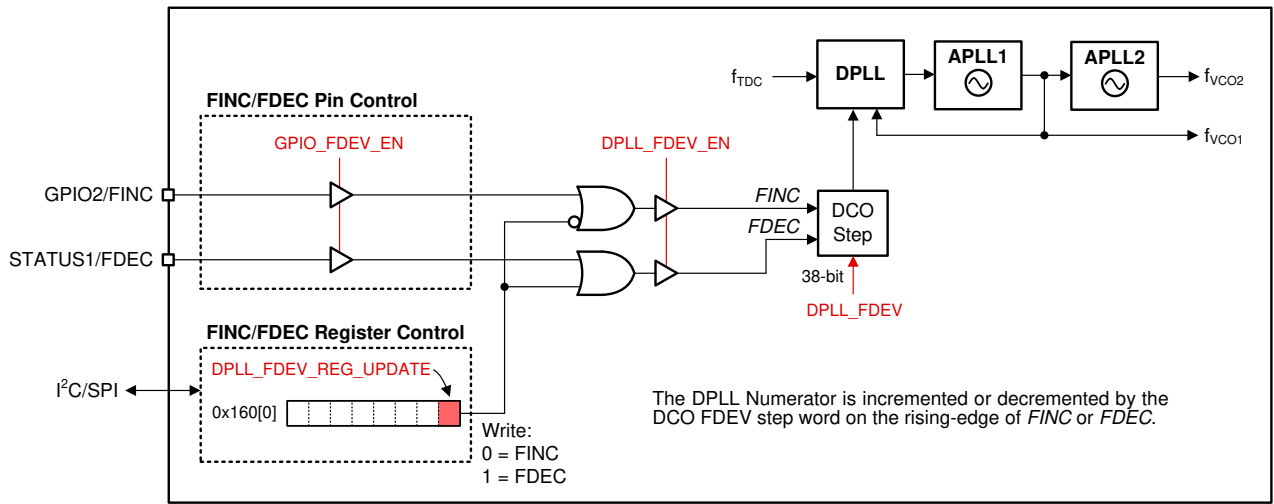 FINC/FDEC Pin Control
GPIO_FDEV_EN
DPLL_FDEV_EN
GPIO2/FINC
STATUS1/FDEC
fTDC
DPLL
APLL1
APLL2
fVCO2
fVCO1
FINC
FDEC
DCO
Step
38-bit
DPLL_FDEV
FINC/FDEC Register Control
DPLL_FDEV_REG_UPDATE
I2C/SPI
0x160[0]
Write:
0 = FINC
1 = FDEC
The DPLL Numerator is incremented or decremented by the
DCO FDEV step word on the rising-edge of FINC or FDEC.